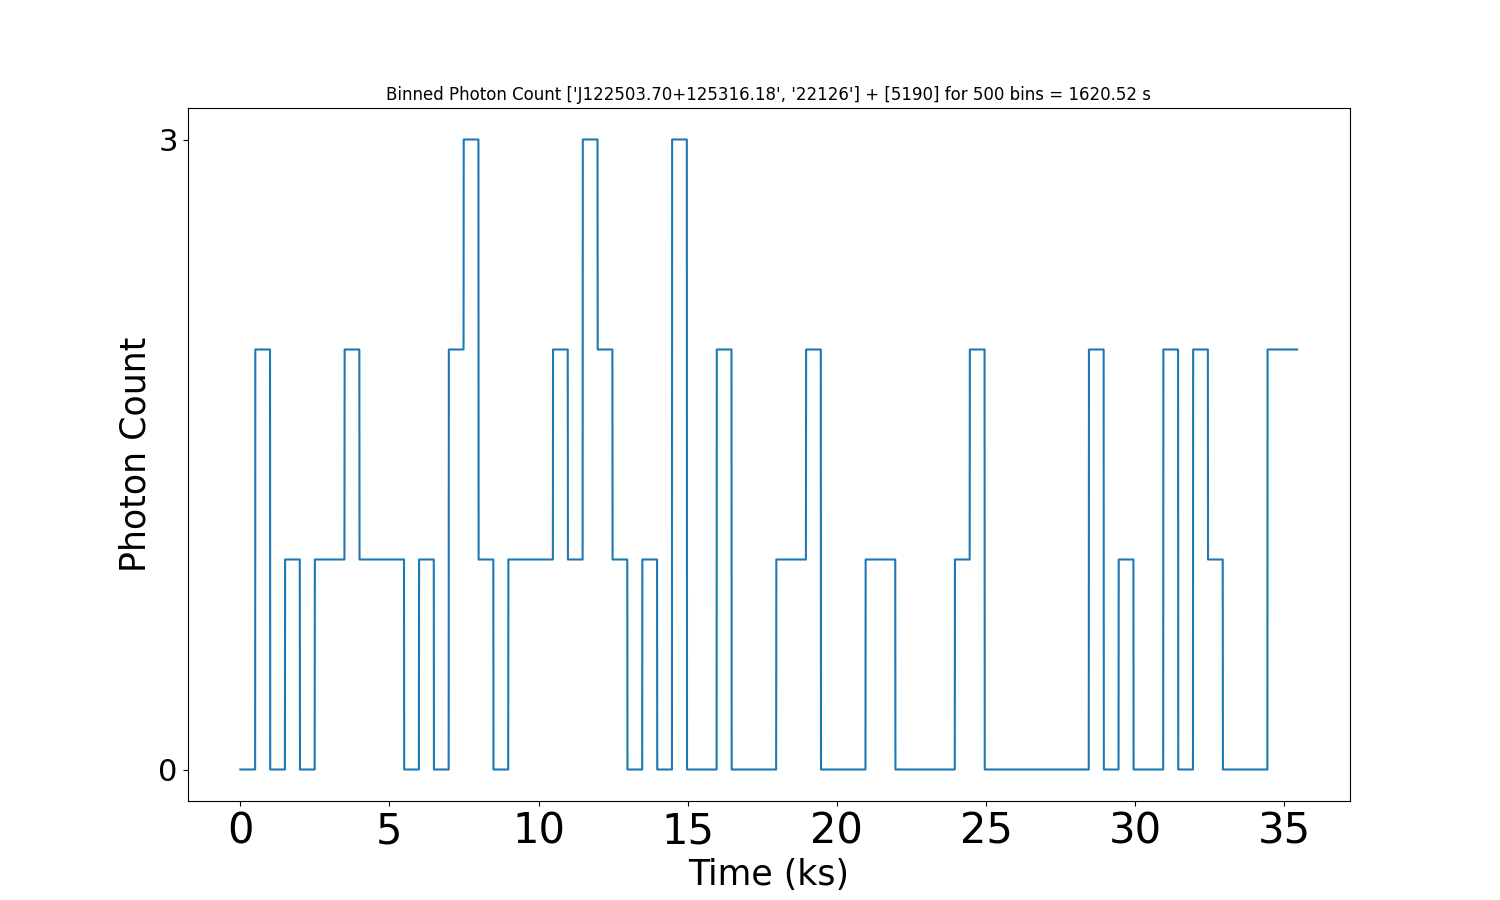 Binned Photon Count ['J122503.70+125316.18', '22126'] + [5190] for 500 bins = 1620.52 s
3
Photon Count
0
0 5 10 15 20 25 30 35
Time (ks)